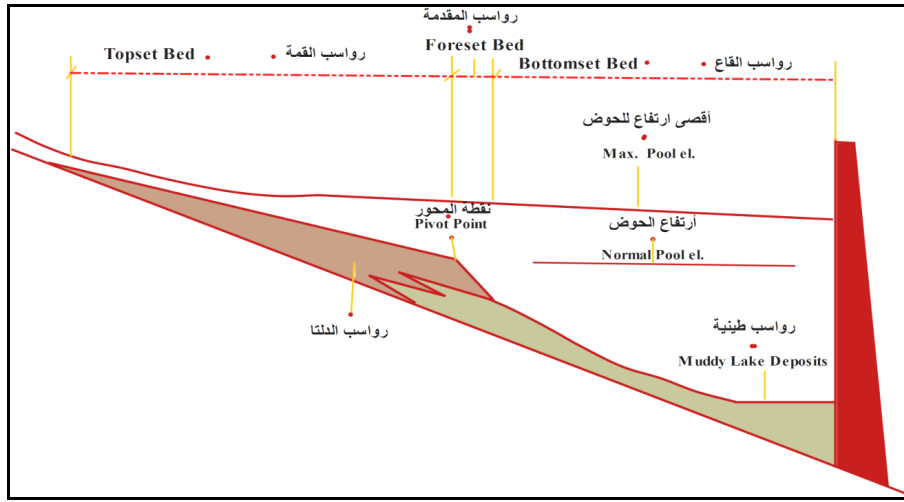 رواسب المقدمة
Foreset Bed
Topset Bed
رواسب القمة
Bottomset Bed
رواسب القاع
أقصى ارتفاع للحوض
Max. Pool el.
نقطة المحور
Pivot Point
أرتفاع الحوض
Normal Pool el.
رواسب الدلتا
رواسب طينية
Muddy Lake Deposits